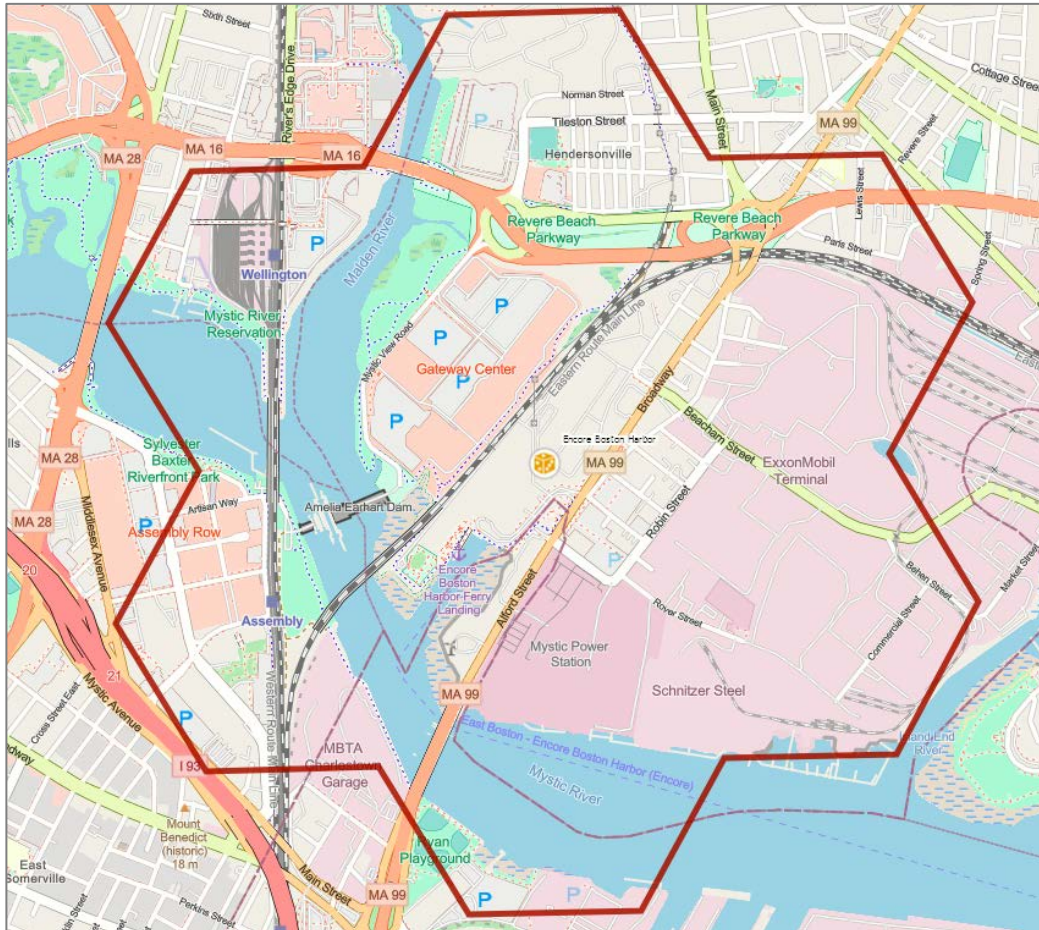 Sixth Street
River's Edge Drive
Cottage Street
Norman Street
Main Street
MA 99
Tileston Street
Revere Street
MA 28
MA 16
MA 16
Hendersonville
P
Lewis Street
Revere Beach
Parkway
Revere Beach
Parkway
P
Paris Street
Malden River
Spring Street
Wellington
P
Mystic River
Reservation
P
P
Mystic View Road
Eastern Route Main Line
Gateway Center
P
Broadway
Beacham Street
P
Encore Boston Harbor
MA 28
Sylvester
Baxter
Riverfront Park
MA 99
ExxonMobil
Terminal
Middlesex Avenue
Artisan Way
Amelia Earhart Dam
MA 28
P
Assembly Row
Robin Street
Encore
Boston
Harbor Ferry
Landing
P
Behen Street
Market Street
20
Alford Street
Rover Street
Commercial Street
Assembly
Mystic Power
Station
21
Mystic Avenue
Schnitzer Steel
MA 99
Cross Street East
P
East Boston - Encore Boston Harbor (Encore)
Island End
River
MBTA
Charlestown
Garage
I 93
Western Route Main Line
Mystic River
Mount
Benedict
(historic)
18 m
Ryan
Playground
East
Somerville
Main Street
MA 99
P
P
Perkins Street